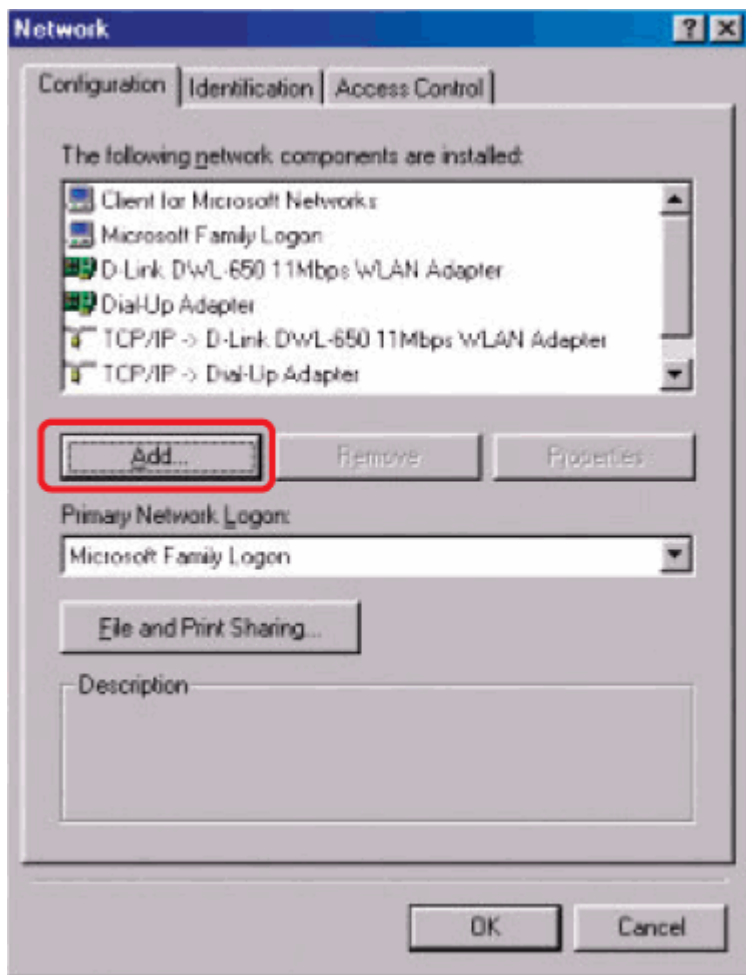 Network
Configuration Identification Access Control
The following network components are installed:
Client for Microsoft Networks
Microsoft Family Logon
D-Link DWL-650 11Mbps WLAN Adapter
Dial-Up Adapter
TCP/IP -> D-Link DWL-650 11Mbps WLAN Adapter
TCP/IP -> Dial-Up Adapter
Add... Remove Properties
Primary Network Logon:
Microsoft Family Logon
File and Print Sharing...
Description
OK Cancel